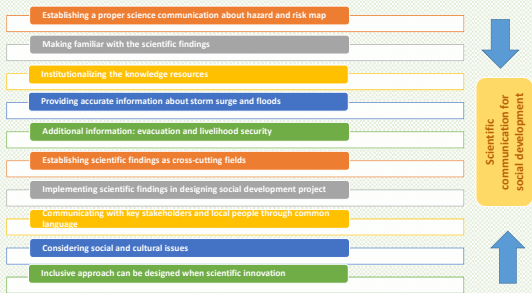 Establishing a proper science communication about hazard and risk map
Making familiar with the scientific findings
Institutionalizing the knowledge resources
Providing accurate information about storm surge and floods
Additional information: evacuation and livelihood security
Establishing scientific findings as cross-cutting fields
Implementing scientific findings in designing social development project
Communicating with key stakeholders and local people through common
language
Considering social and cultural issues
Inclusive approach can be designed when scientific innovation
Scientific
communication for
social development